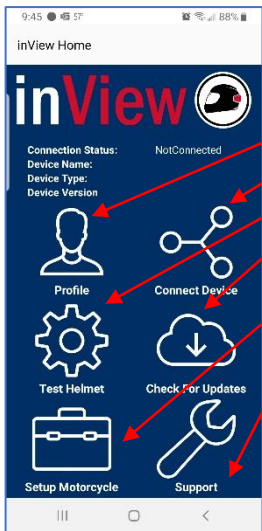 9:45 57° 88%
inView Home
inView
Connection Status: NotConnected
Device Name:
Device Type:
Device Version
Profile Connect Device
Test Helmet Check For Updates
Setup Motorcycle Support